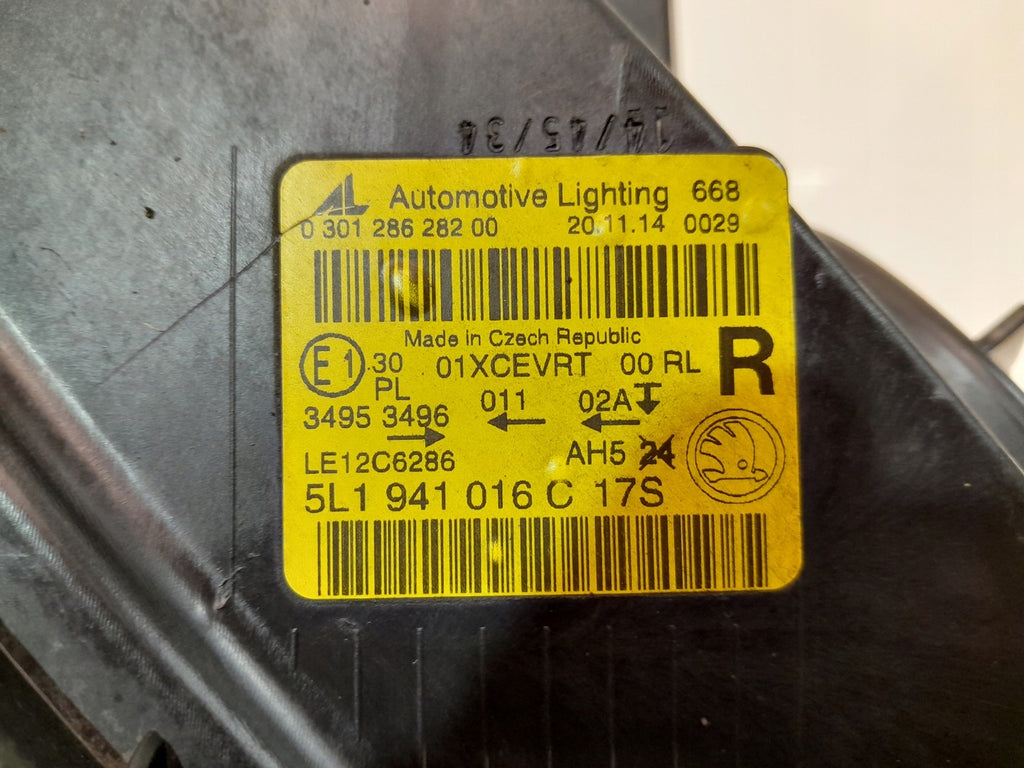 14/45/34
AL Automotive Lighting 668
0 301 286 282 00 20.11.14 0029
Made in Czech Republic
E1 .30 01XCEVRT 00 RL R
PL
3495 3496 011 02A
LE12C6286 AH5 24
5L1 941 016 C 17S